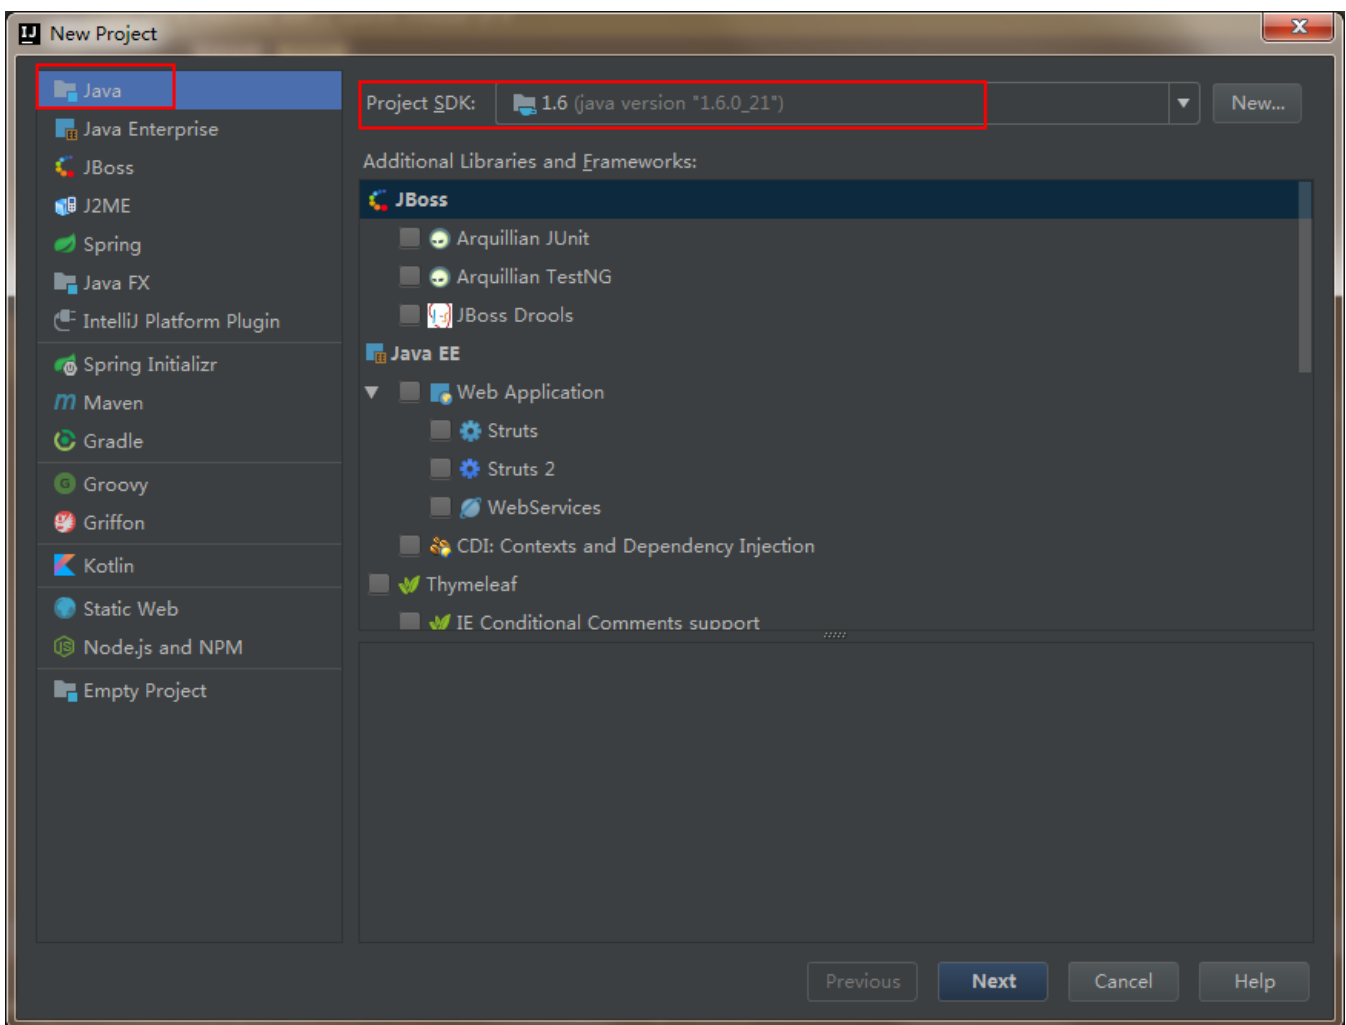 New Project
Java
Java Enterprise
JBoss
J2ME
Spring
Java FX
IntelliJ Platform Plugin
Spring Initializr
Maven
Gradle
Groovy
Griffon
Kotlin
Static Web
Node.js and NPM
Empty Project
Project SDK: 1.6 (java version "1.6.0_21") New...
Additional Libraries and Frameworks:
JBoss
Arquillian JUnit
Arquillian TestNG
JBoss Drools
Java EE
Web Application
Struts
Struts 2
WebServices
CDI: Contexts and Dependency Injection
Thymeleaf
IE Conditional Comments support
Previous Next Cancel Help